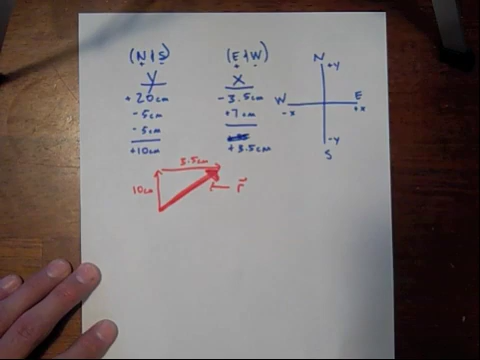 (N↓S)
+ -
Y
+20cm
-5cm
-5cm
+10cm
(E↓W)
+ -
X
-3.5cm
+7cm
+3.5cm
N
+Y
W
E
-X
+X
-Y
S
3.5cm
10cm
r⃗